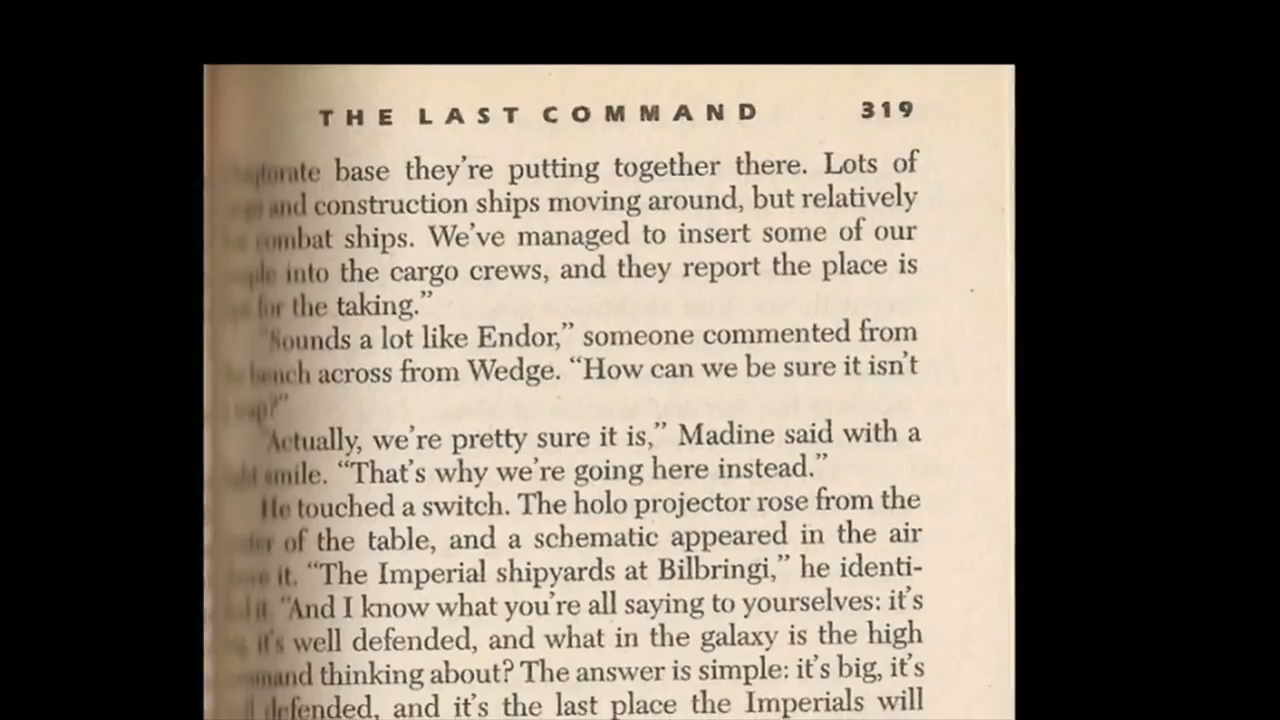 THE LAST COMMAND 319
base they're putting together there. Lots of
and construction ships moving around, but relatively
combat ships. We've managed to insert some of our
into the cargo crews, and they report the place is
for the taking."
"Sounds a lot like Endor," someone commented from
bench across from Wedge. "How can we be sure it isn't
"Actually, we're pretty sure it is," Madine said with a
smile. "That's why we're going here instead."
He touched a switch. The holo projector rose from the
of the table, and a schematic appeared in the air
it. "The Imperial shipyards at Bilbringi," he identi-
it. "And I know what you're all saying to yourselves: it's
it's well defended, and what in the galaxy is the high
thinking about? The answer is simple: it's big, it's
defended, and it's the last place the Imperials will